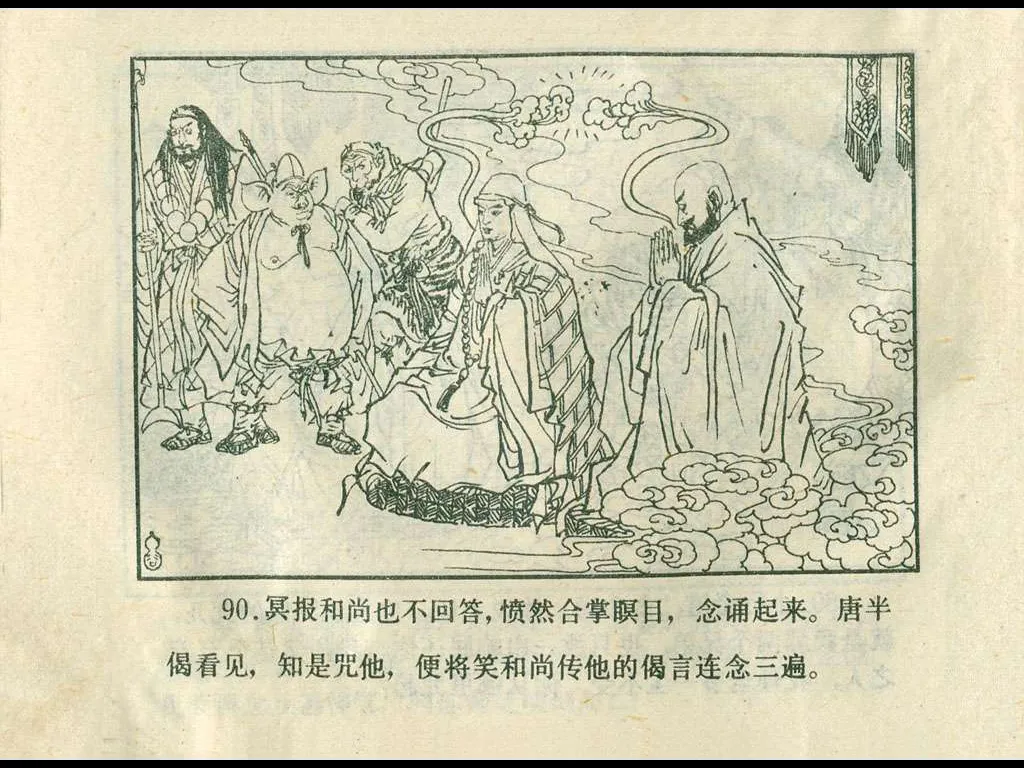 90.冥报和尚也不回答，愤然合掌瞑目，念诵起来。唐半
偈看见，知是咒他，便将笑和尚传他的偈言连念三遍。